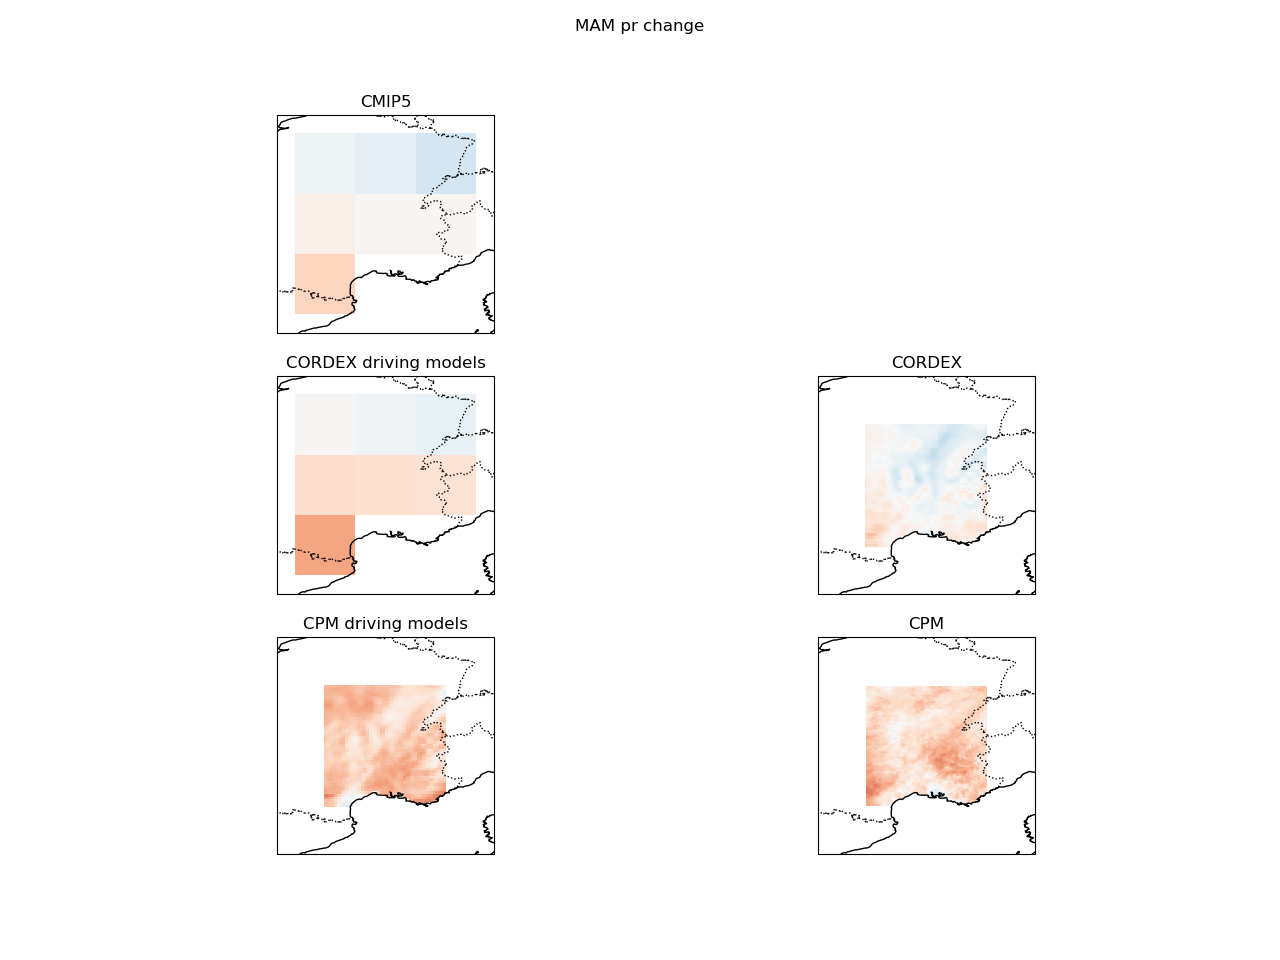 MAM pr change
CMIP5
CORDEX driving models
CORDEX
CPM driving models
CPM